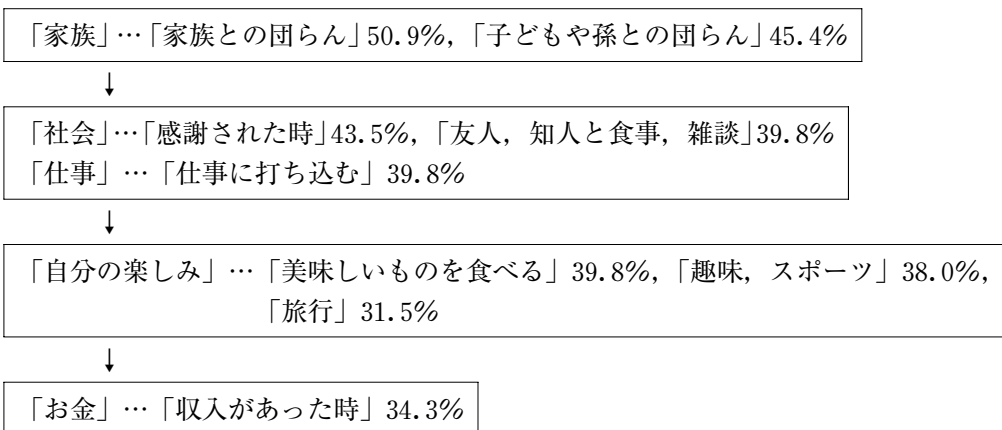 「家族」…「家族との団らん」50.9%，「子どもや孫との団らん」45.4%
↓
「社会」…「感謝された時」43.5%，「友人，知人と食事，雑談」39.8%
「仕事」…「仕事に打ち込む」39.8%
↓
「自分の楽しみ」…「美味しいものを食べる」39.8%，「趣味，スポーツ」38.0%，
「旅行」31.5%
↓
「お金」…「収入があった時」34.3%